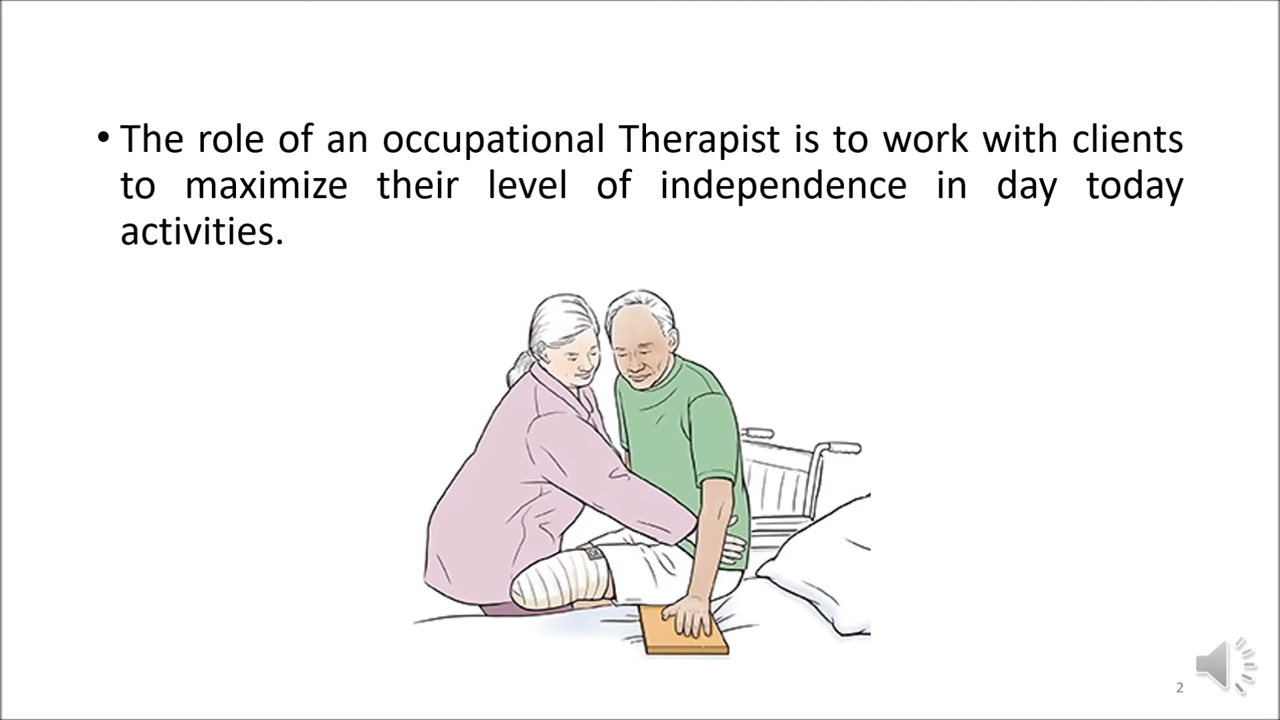 • The role of an occupational Therapist is to work with clients
to maximize their level of independence in day today
activities.
2